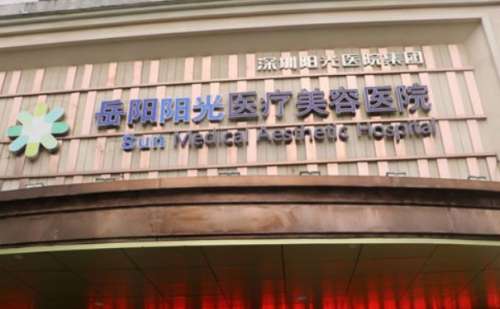 深圳阳光医院集团
岳阳阳光医疗美容医院
Sun Medical Aesthetic Hospital